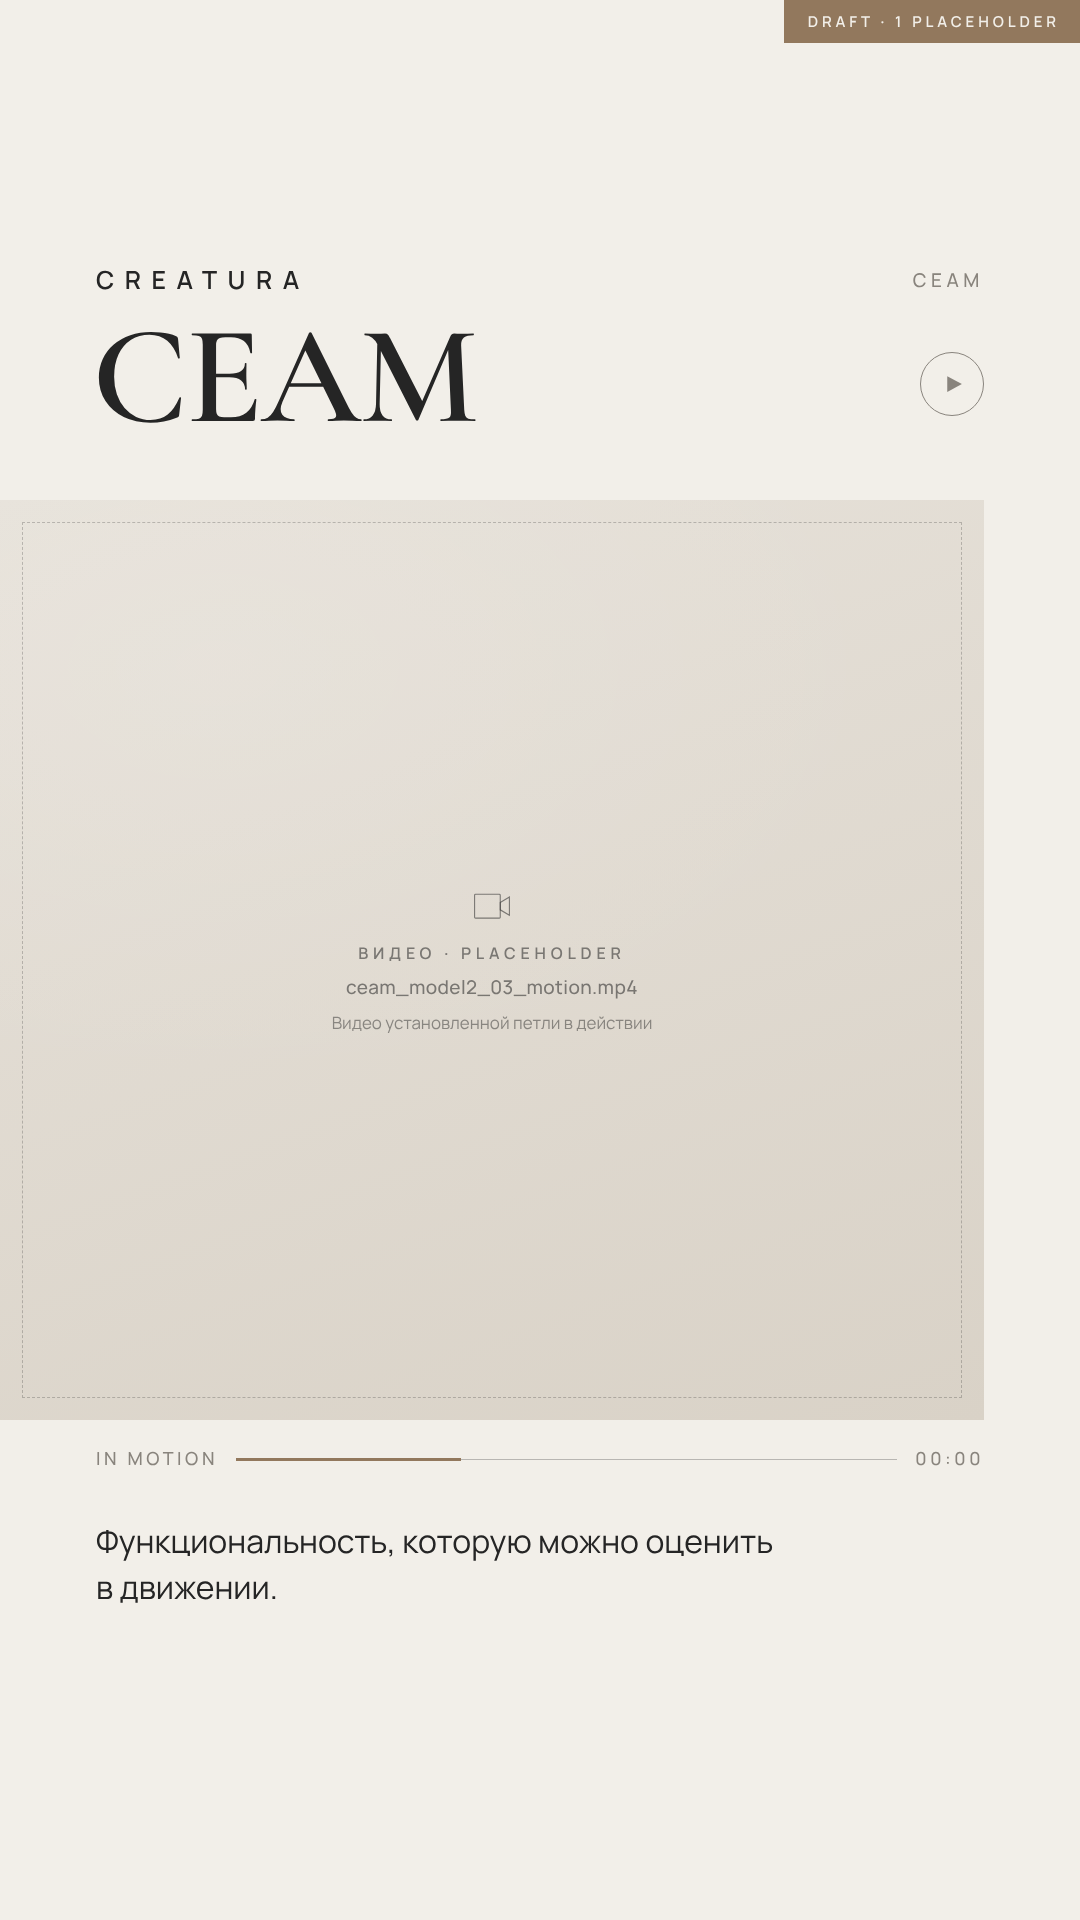 DRAFT · 1 PLACEHOLDER
CREATURA
CEAM
CEAM
ВИДЕО · PLACEHOLDER
ceam_model2_03_motion.mp4
Видео установленной петли в действии
IN MOTION
00:00
Функциональность, которую можно оценить
в движении.